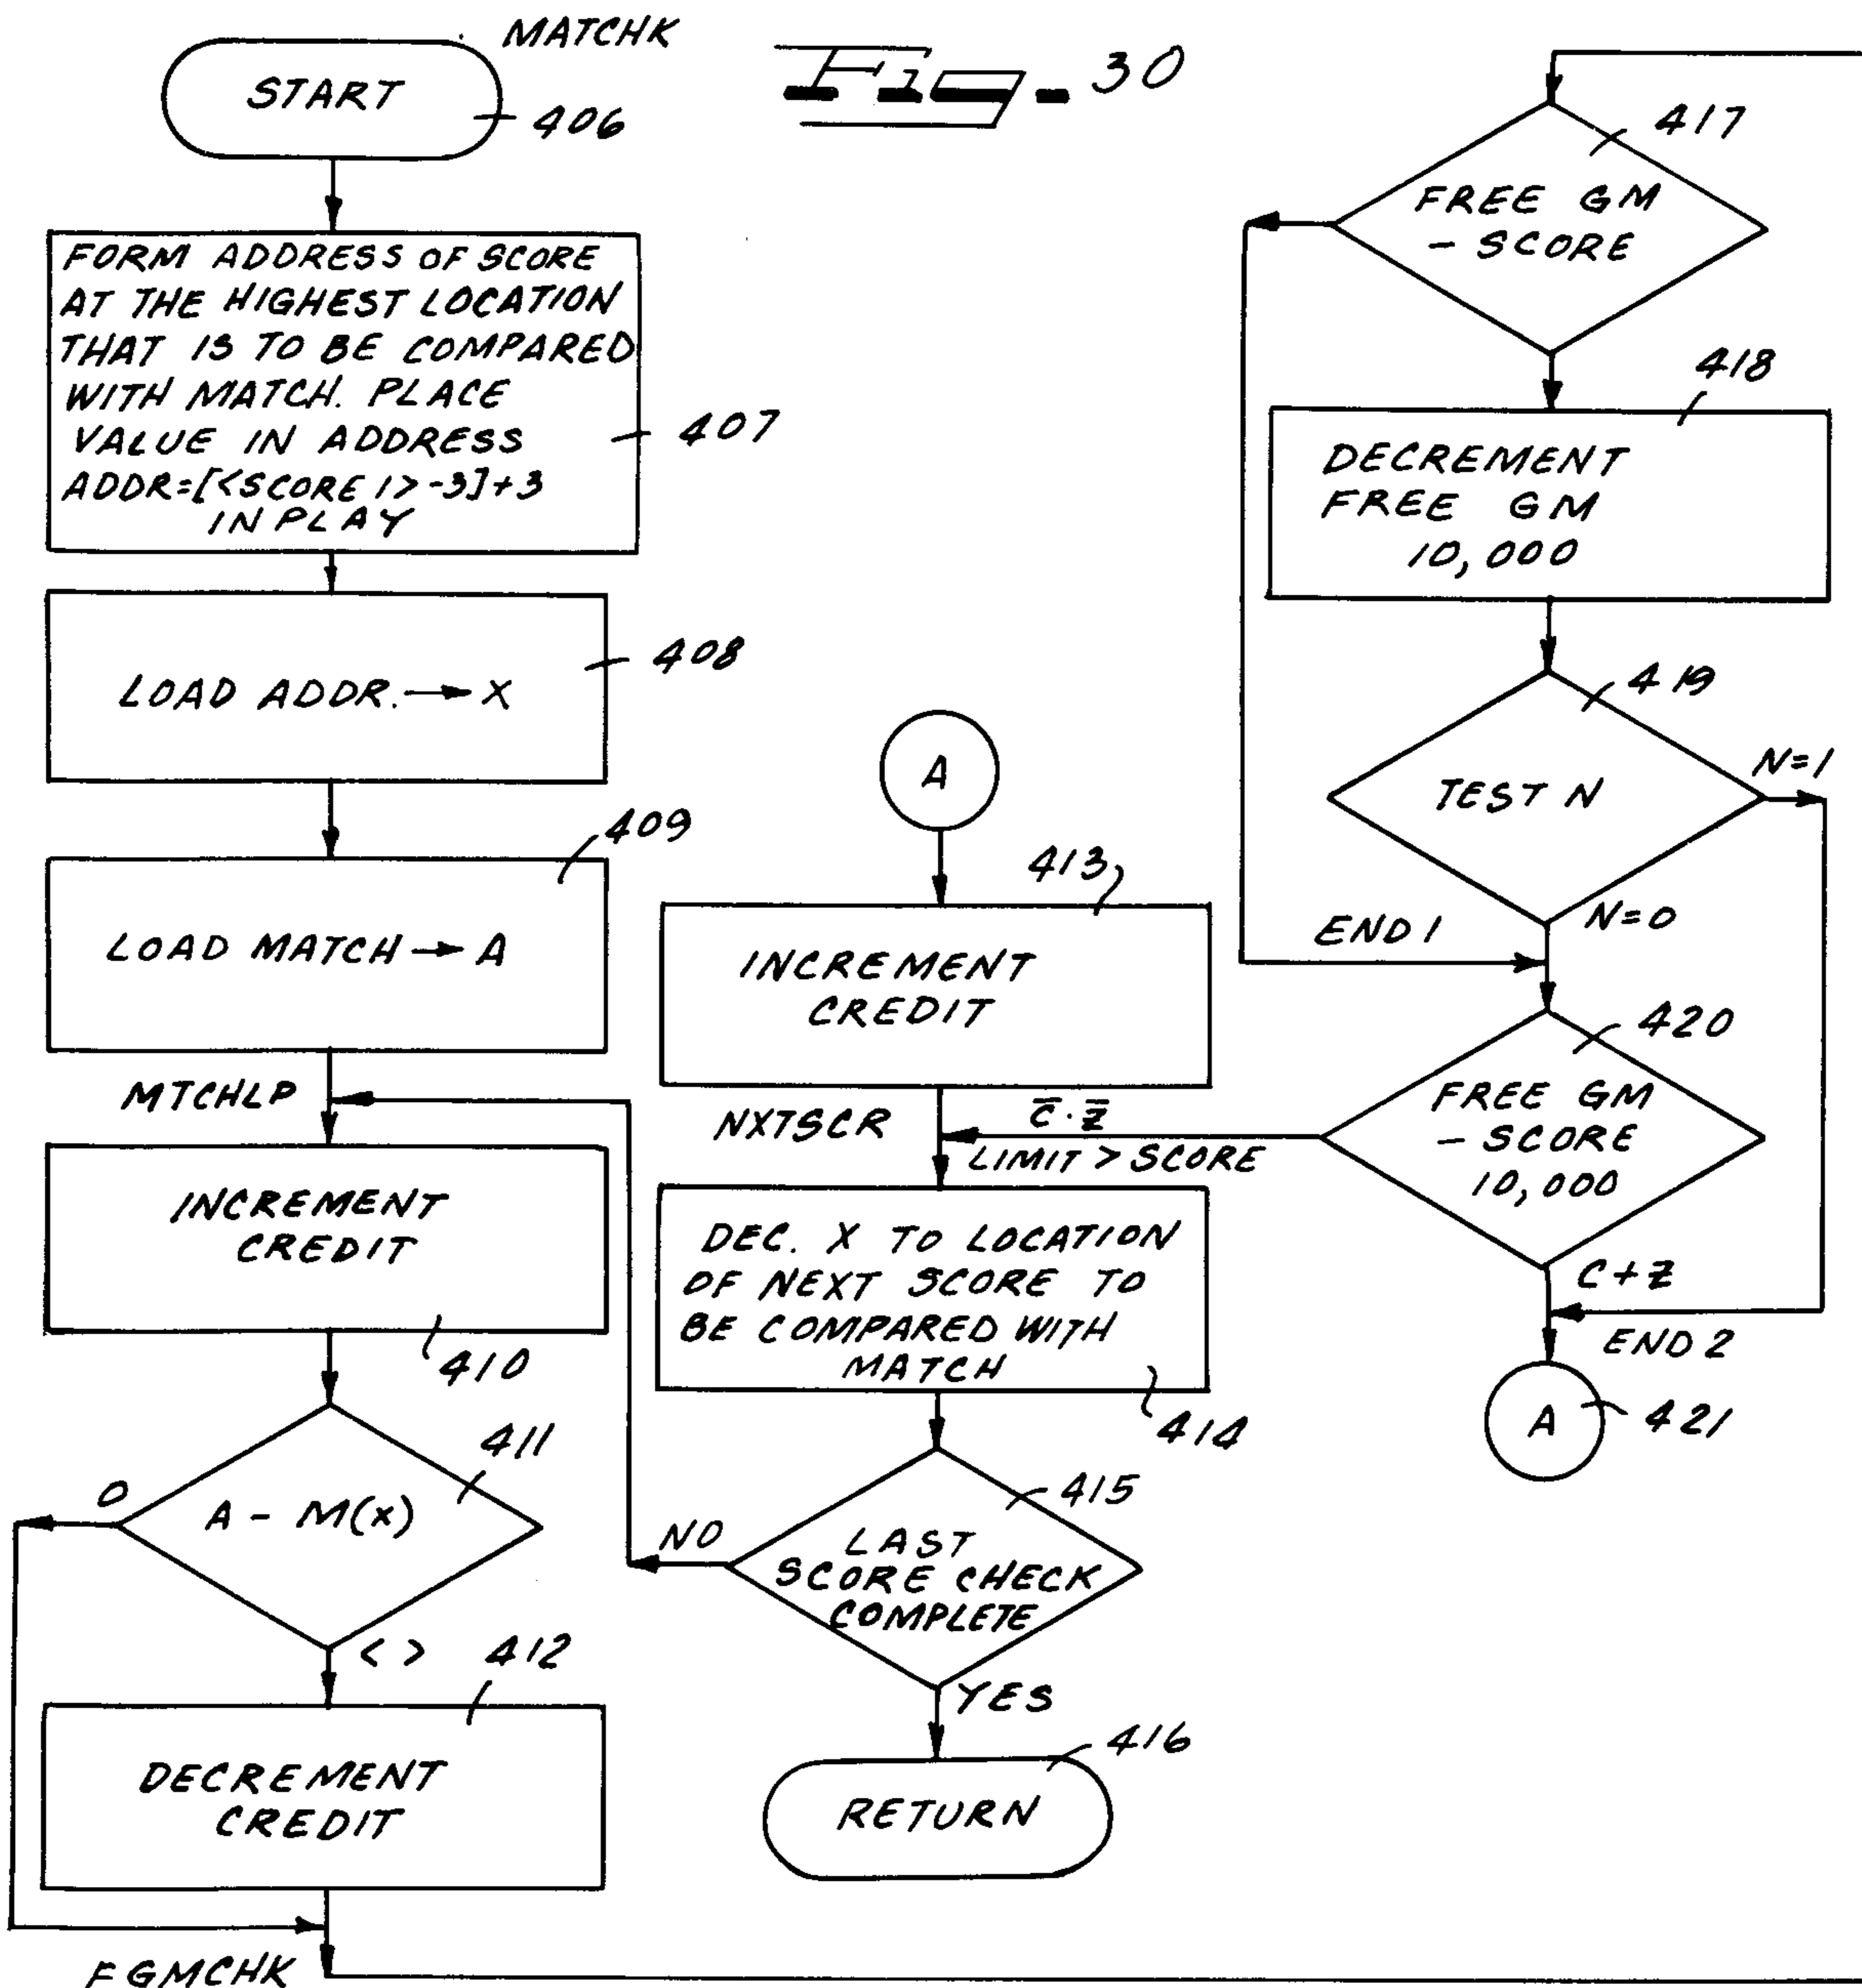 MATCHK
Fig-30
START
406
FORM ADDRESS OF SCORE
AT THE HIGHEST LOCATION
THAT IS TO BE COMPARED
WITH MATCH. PLACE
VALUE IN ADDRESS
ADDR=[<SCORE 1>-3]+3
IN PLAY
407
LOAD ADDR. → X
408
LOAD MATCH → A
409
MTCHLP
INCREMENT
CREDIT
410
A - M(x)
411
0
< >
412
DECREMENT
CREDIT
FGMCHK
A
413
INCREMENT
CREDIT
NXTSCR
C̅·Z̅
LIMIT > SCORE
DEC. X TO LOCATION
OF NEXT SCORE TO
BE COMPARED WITH
MATCH
414
415
LAST
SCORE CHECK
COMPLETE
NO
YES
416
RETURN
417
FREE GM
- SCORE
418
DECREMENT
FREE GM
10,000
419
TEST N
N=1
N=0
END 1
420
FREE GM
- SCORE
10,000
C+Z
END 2
A
421